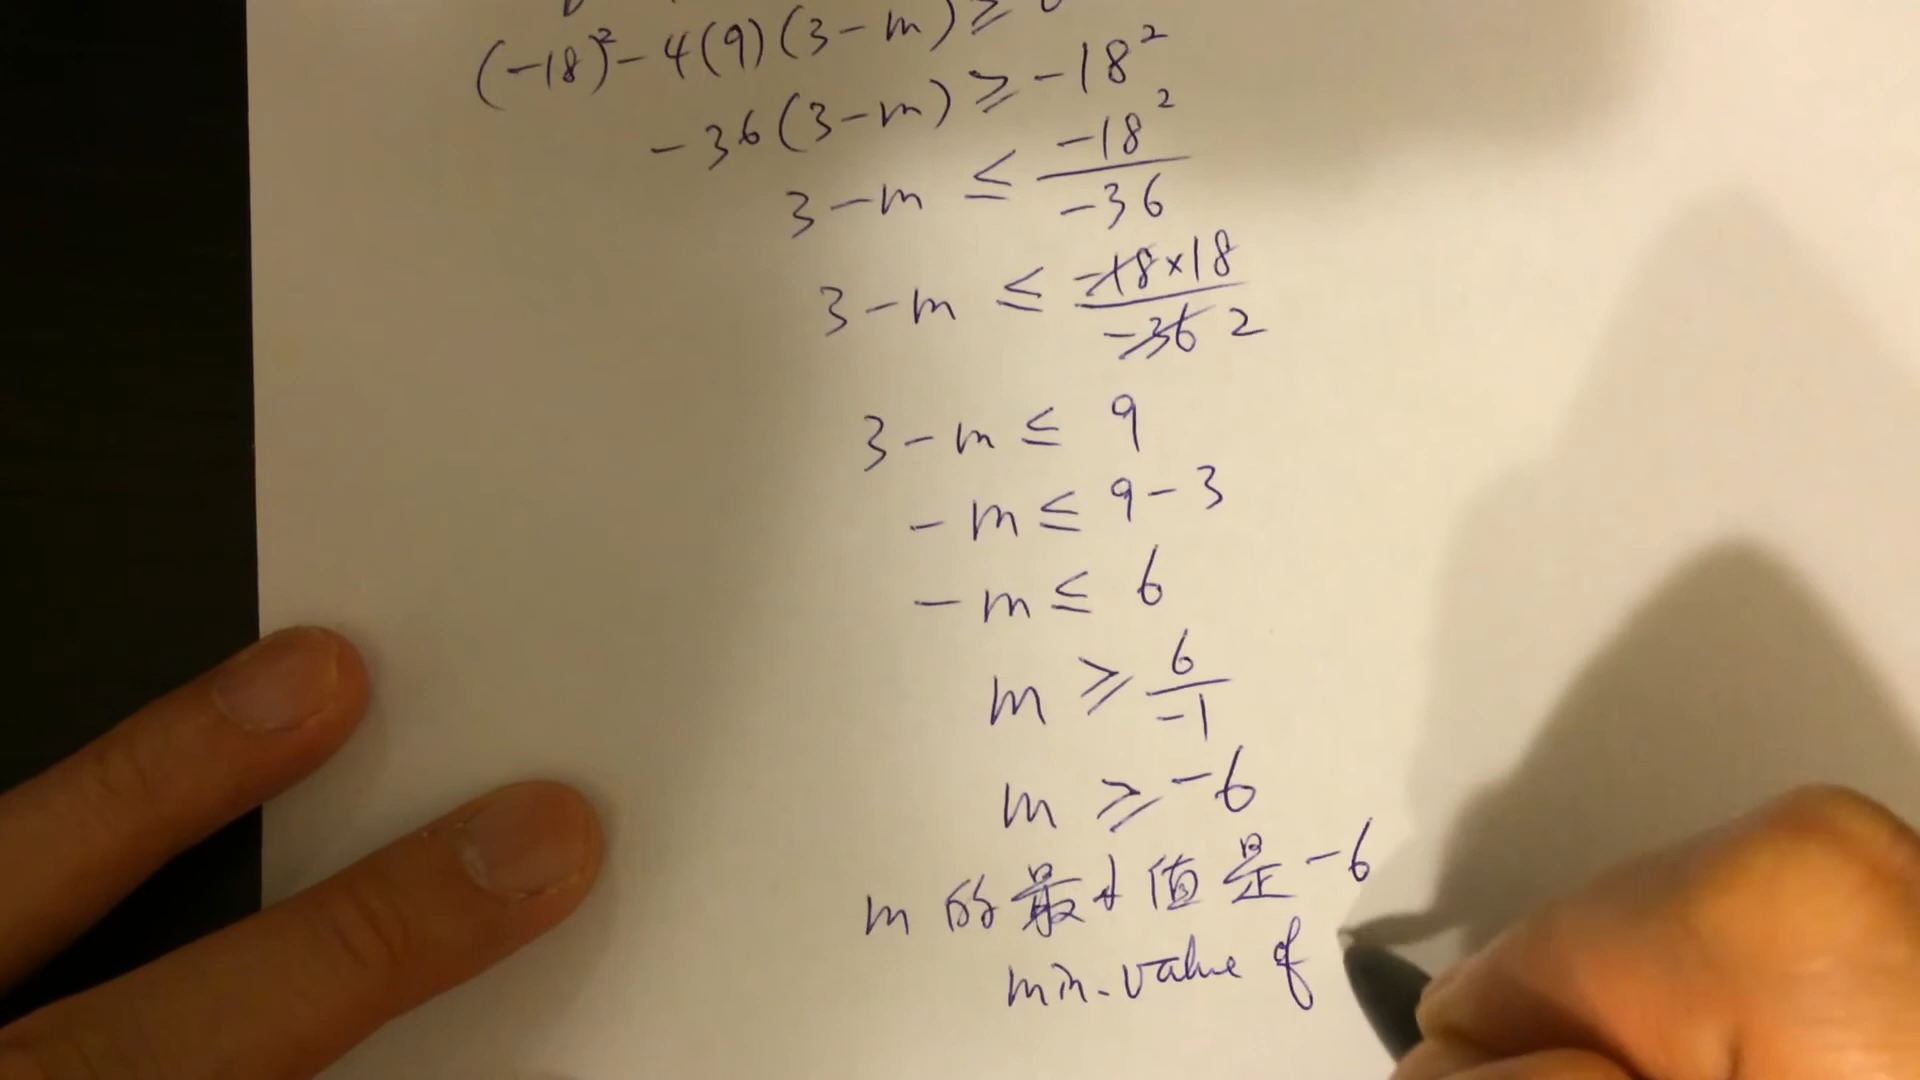 (-18)²-4(9)(3-m)≥0
-36(3-m)≥-18²
3-m ≤ -18²/-36
3-m ≤ -18×18/-36 2
3-m ≤ 9
-m ≤ 9-3
-m ≤ 6
m ≥ 6/-1
m ≥ -6
m 的最小值是-6
min. value of